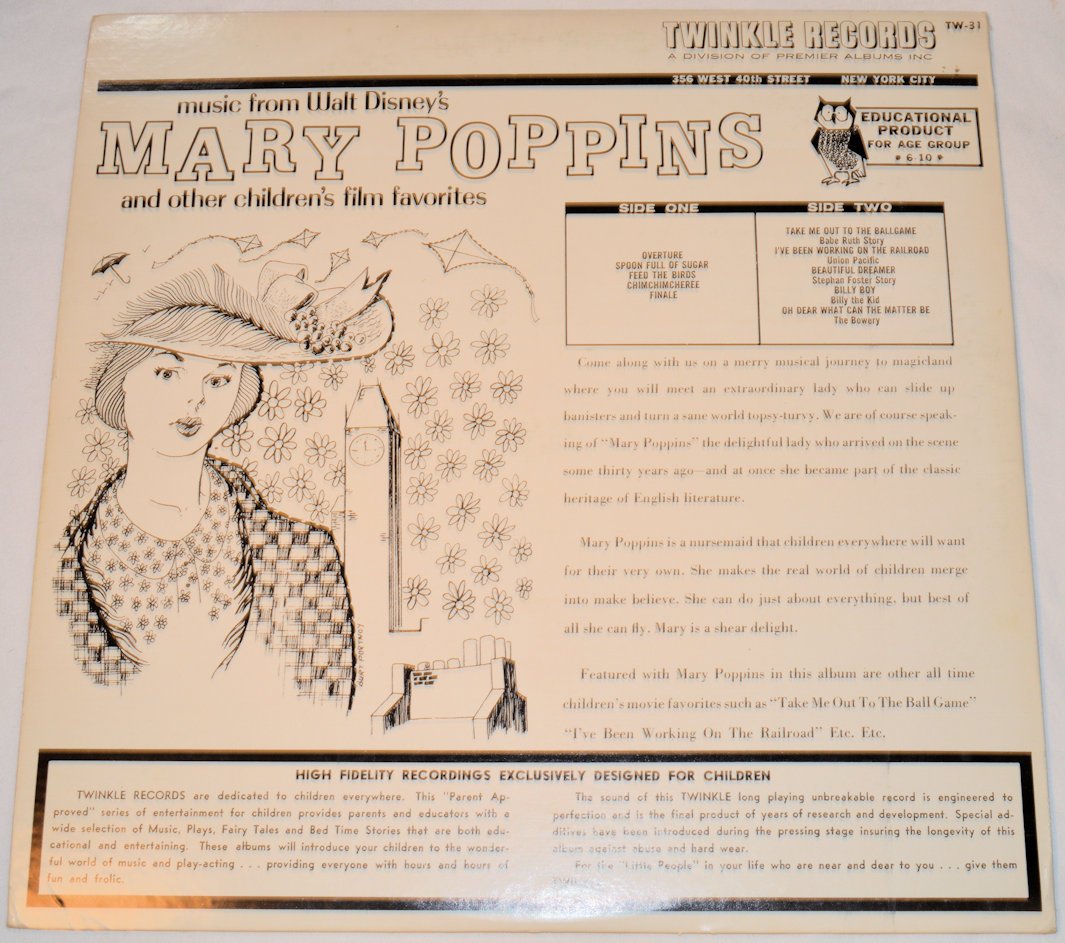 TWINKLE RECORDS TW-31
A DIVISION OF PREMIER ALBUMS INC
356 WEST 40th STREET NEW YORK CITY
music from Walt Disney's
MARY POPPINS
and other children's film favorites
EDUCATIONAL
PRODUCT
FOR AGE GROUP
6-10
SIDE ONE
OVERTURE
SPOON FULL OF SUGAR
FEED THE BIRDS
CHIMCHIMCHEREE
FINALE
SIDE TWO
TAKE ME OUT TO THE BALLGAME
Babe Ruth Story
I'VE BEEN WORKING ON THE RAILROAD
Union Pacific
BEAUTIFUL DREAMER
Stephan Foster Story
BILLY BOY
Billy the Kid
OH DEAR WHAT CAN THE MATTER BE
The Bowery
Come along with us on a merry musical journey to magicland
where you will meet an extraordinary lady who can slide up
banisters and turn a sane world topsy-turvy. We are of course speak-
ing of "Mary Poppins" the delightful lady who arrived on the scene
some thirty years ago—and at once she became part of the classic
heritage of English literature.
Mary Poppins is a nursemaid that children everywhere will want
for their very own. She makes the real world of children merge
into make believe. She can do just about everything, but best of
all she can fly. Mary is a shear delight.
Featured with Mary Poppins in this album are other all time
children's movie favorites such as "Take Me Out To The Ball Game"
"I've Been Working On The Railroad" Etc. Etc.
HIGH FIDELITY RECORDINGS EXCLUSIVELY DESIGNED FOR CHILDREN
TWINKLE RECORDS are dedicated to children everywhere. This "Parent Ap-
proved" series of entertainment for children provides parents and educators with a
wide selection of Music, Plays, Fairy Tales and Bed Time Stories that are both edu-
cational and entertaining. These albums will introduce your children to the wonder-
ful world of music and play-acting . . . providing everyone with hours and hours of
fun and frolic.
The sound of this TWINKLE long playing unbreakable record is engineered to
perfection and is the final product of years of research and development. Special ad-
ditives have been introduced during the pressing stage insuring the longevity of this
album against abuse and hard wear.
For the "Little People" in your life who are near and dear to you . . . give them